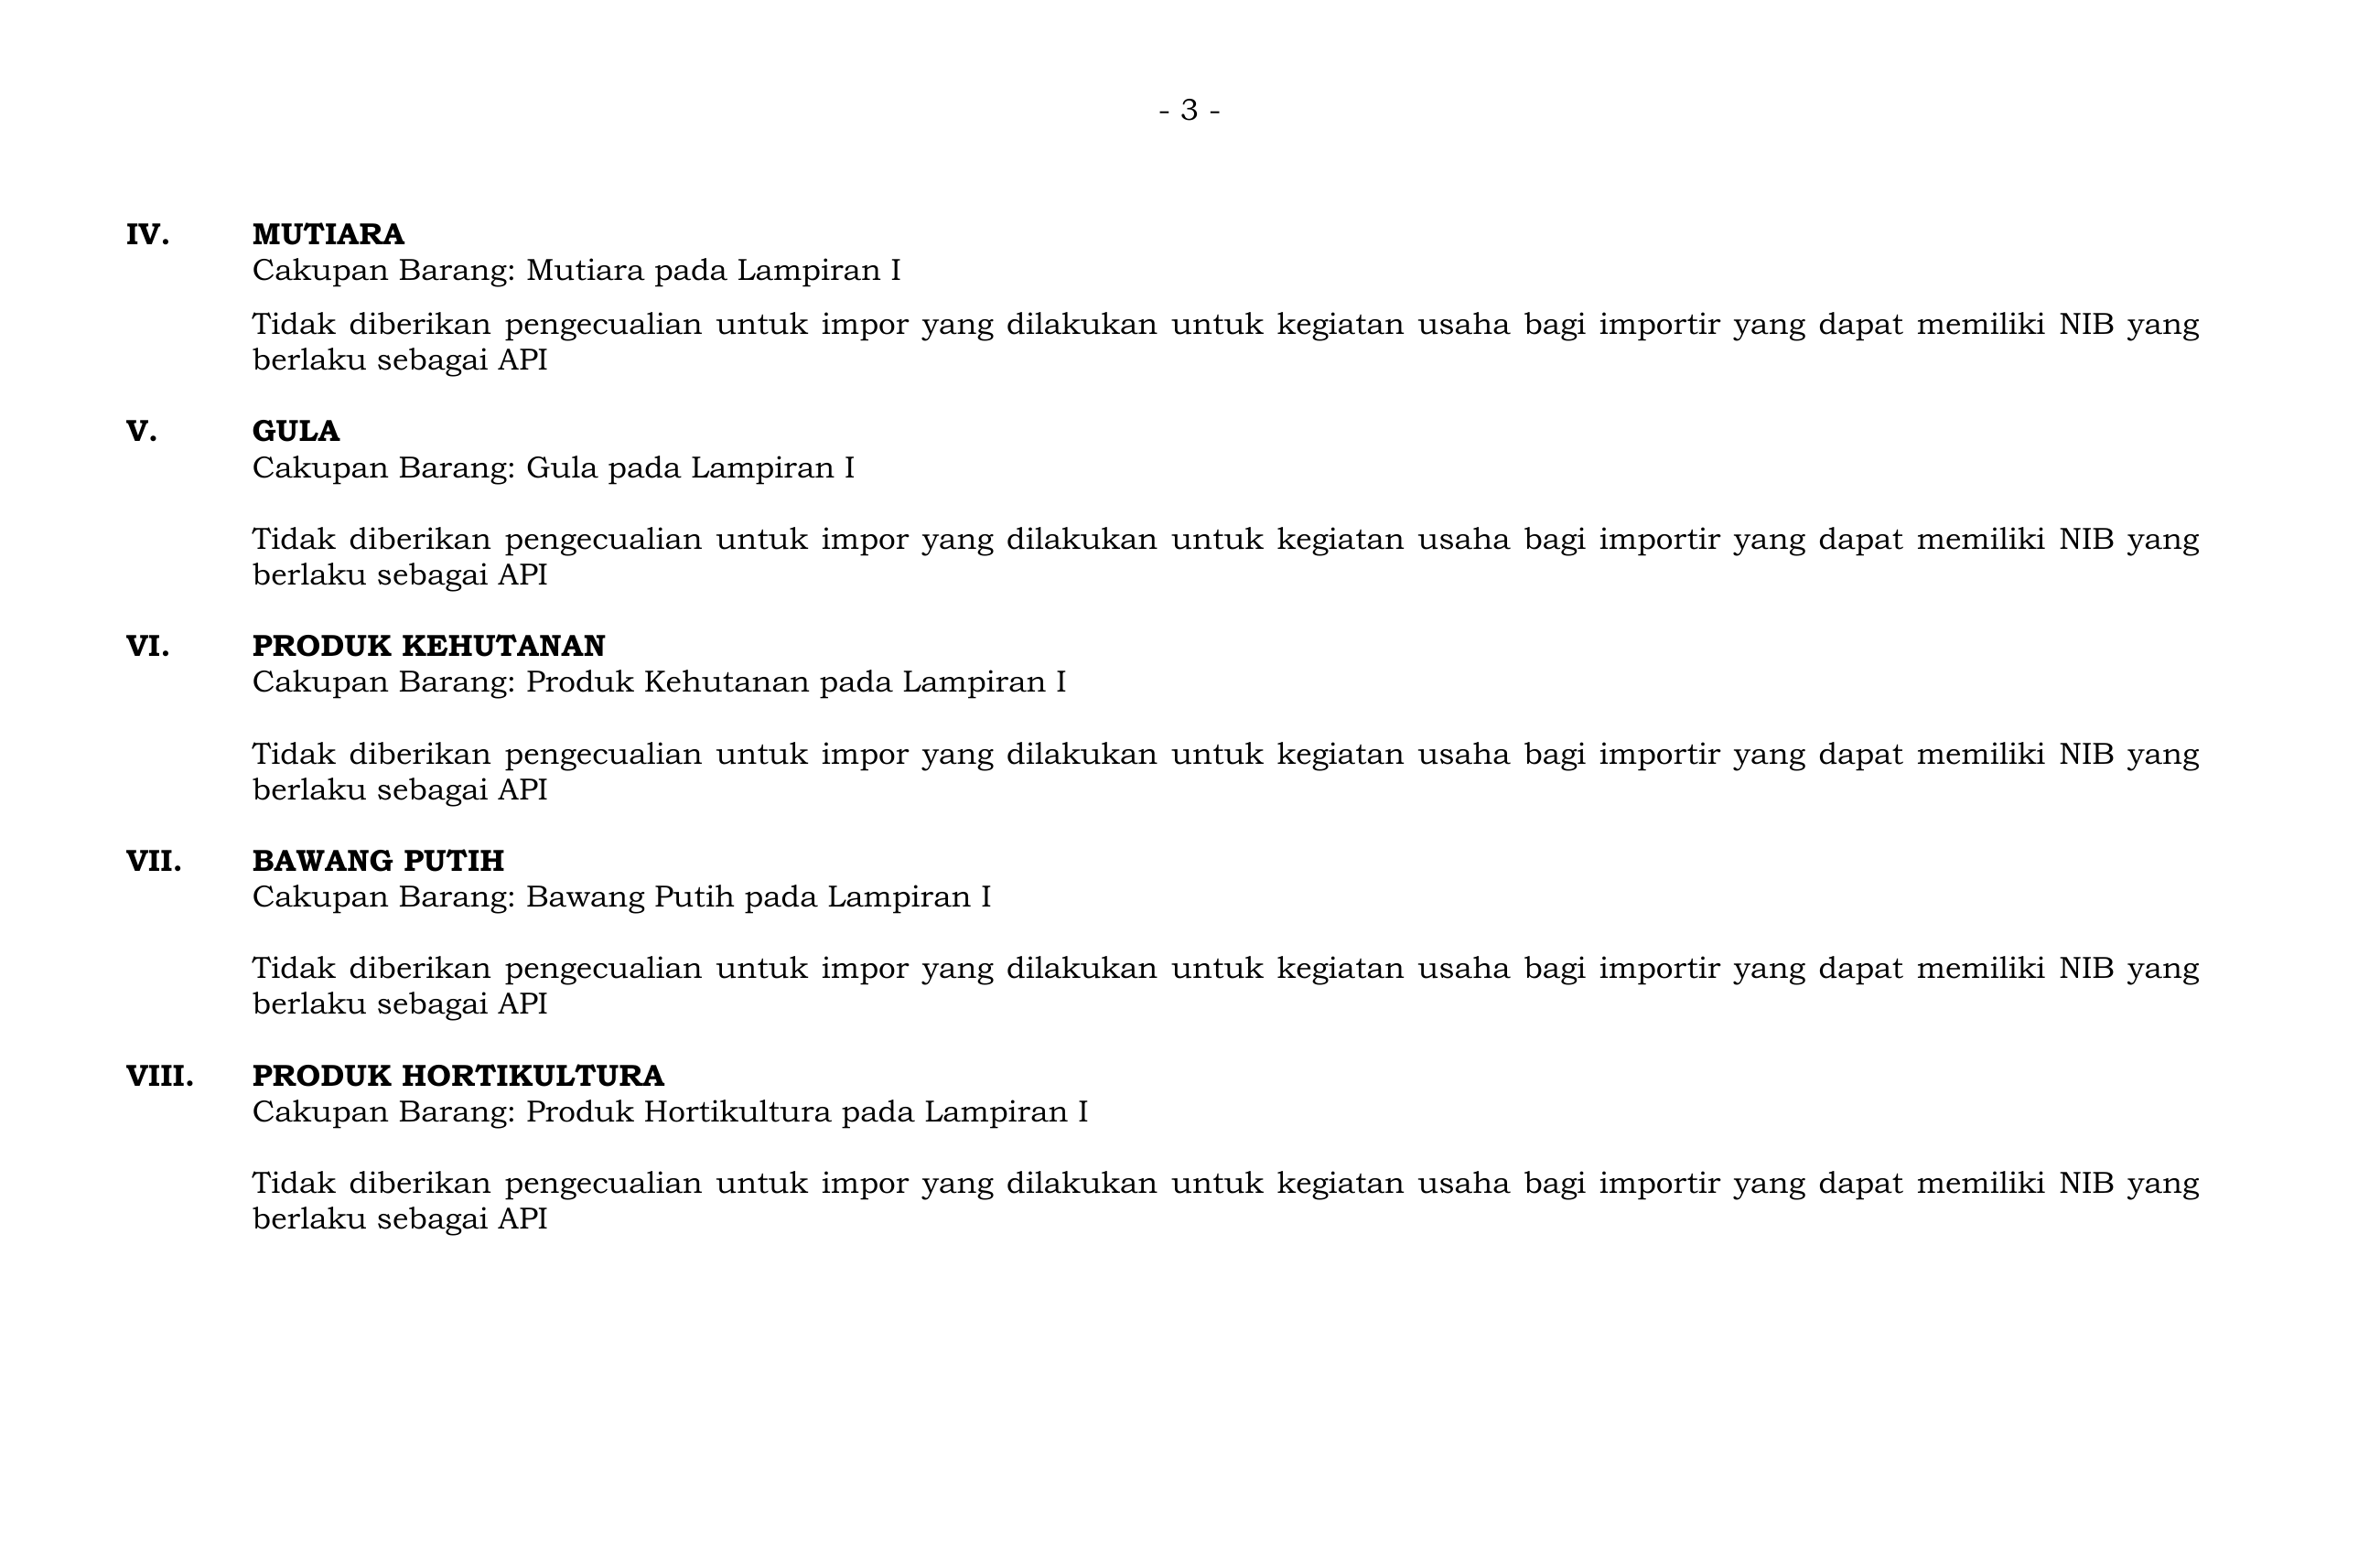 - 3 -
IV. MUTIARA
Cakupan Barang: Mutiara pada Lampiran I
Tidak diberikan pengecualian untuk impor yang dilakukan untuk kegiatan usaha bagi importir yang dapat memiliki NIB yang
berlaku sebagai API
V. GULA
Cakupan Barang: Gula pada Lampiran I
Tidak diberikan pengecualian untuk impor yang dilakukan untuk kegiatan usaha bagi importir yang dapat memiliki NIB yang
berlaku sebagai API
VI. PRODUK KEHUTANAN
Cakupan Barang: Produk Kehutanan pada Lampiran I
Tidak diberikan pengecualian untuk impor yang dilakukan untuk kegiatan usaha bagi importir yang dapat memiliki NIB yang
berlaku sebagai API
VII. BAWANG PUTIH
Cakupan Barang: Bawang Putih pada Lampiran I
Tidak diberikan pengecualian untuk impor yang dilakukan untuk kegiatan usaha bagi importir yang dapat memiliki NIB yang
berlaku sebagai API
VIII. PRODUK HORTIKULTURA
Cakupan Barang: Produk Hortikultura pada Lampiran I
Tidak diberikan pengecualian untuk impor yang dilakukan untuk kegiatan usaha bagi importir yang dapat memiliki NIB yang
berlaku sebagai API